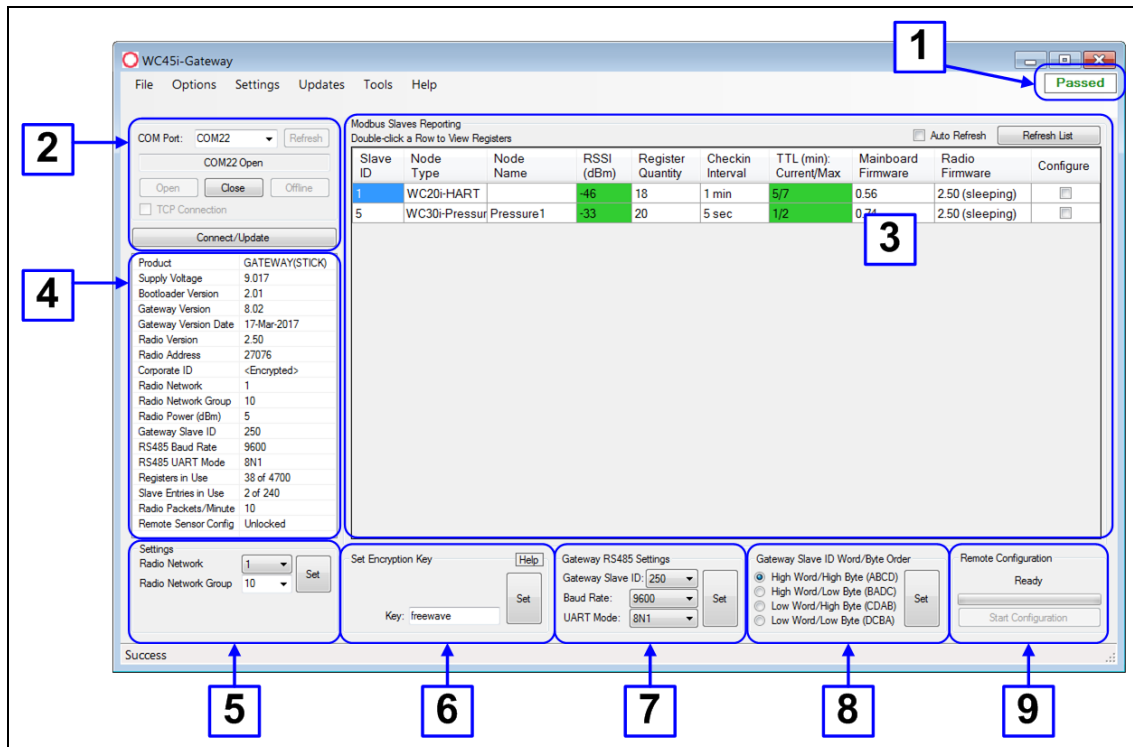 1
WC45i-Gateway
File Options Settings Updates Tools Help
Passed
2
COM Port: COM22 Refresh
COM22 Open
Open Close Offline
TCP Connection
Connect/Update
Modbus Slaves Reporting
Double-click a Row to View Registers
Auto Refresh Refresh List
Slave ID Node Type Node Name RSSI (dBm) Register Quantity Checkin Interval TTL (min): Current/Max Mainboard Firmware Radio Firmware Configure
1 WC20i-HART -46 18 1 min 5/7 0.56 2.50 (sleeping)
5 WC30i-Pressur Pressure1 -33 20 5 sec 1/2 2.50 (sleeping)
3
4
Product GATEWAY(STICK)
Supply Voltage 9.017
Bootloader Version 2.01
Gateway Version 8.02
Gateway Version Date 17-Mar-2017
Radio Version 2.50
Radio Address 27076
Corporate ID <Encrypted>
Radio Network 1
Radio Network Group 10
Radio Power (dBm) 5
Gateway Slave ID 250
RS485 Baud Rate 9600
RS485 UART Mode 8N1
Registers in Use 38 of 4700
Slave Entries in Use 2 of 240
Radio Packets/Minute 10
Remote Sensor Config Unlocked
Settings
Radio Network 1
Radio Network Group 10
Set
Set Encryption Key Help
Set
Key: freewave
Gateway RS485 Settings
Gateway Slave ID: 250
Baud Rate: 9600
UART Mode: 8N1
Set
Gateway Slave ID Word/Byte Order
High Word/High Byte (ABCD)
High Word/Low Byte (BADC)
Low Word/High Byte (CDAB)
Low Word/Low Byte (DCBA)
Set
Remote Configuration
Ready
Start Configuration
Success
5
6
7
8
9